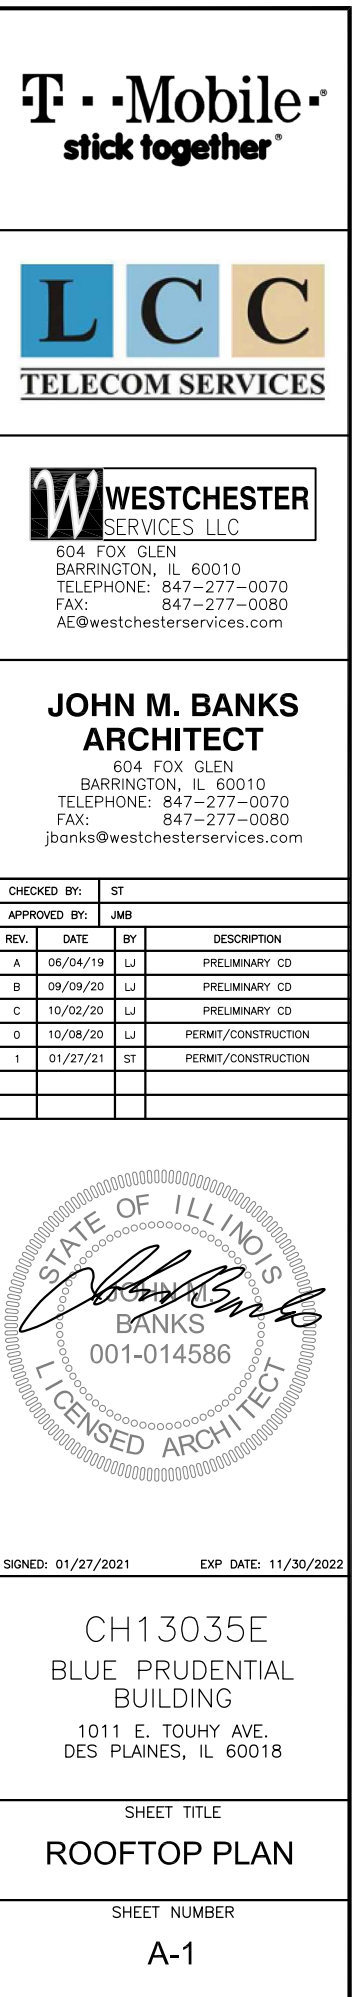 T··Mobile·®
stick together®
L C C
TELECOM SERVICES
W WESTCHESTER
SERVICES LLC
604 FOX GLEN
BARRINGTON, IL 60010
TELEPHONE: 847-277-0070
FAX: 847-277-0080
AE@westchesterservices.com
JOHN M. BANKS
ARCHITECT
604 FOX GLEN
BARRINGTON, IL 60010
TELEPHONE: 847-277-0070
FAX: 847-277-0080
jbanks@westchesterservices.com
CHECKED BY: ST
APPROVED BY: JMB
REV. DATE BY DESCRIPTION
A 06/04/19 LJ PRELIMINARY CD
B 09/09/20 LJ PRELIMINARY CD
C 10/02/20 LJ PRELIMINARY CD
0 10/08/20 LJ PERMIT/CONSTRUCTION
1 01/27/21 ST PERMIT/CONSTRUCTION
STATE OF ILLINOIS
John M. Banks
JOHN M.
BANKS
001-014586
LICENSED ARCHITECT
SIGNED: 01/27/2021 EXP DATE: 11/30/2022
CH13035E
BLUE PRUDENTIAL
BUILDING
1011 E. TOUHY AVE.
DES PLAINES, IL 60018
SHEET TITLE
ROOFTOP PLAN
SHEET NUMBER
A-1